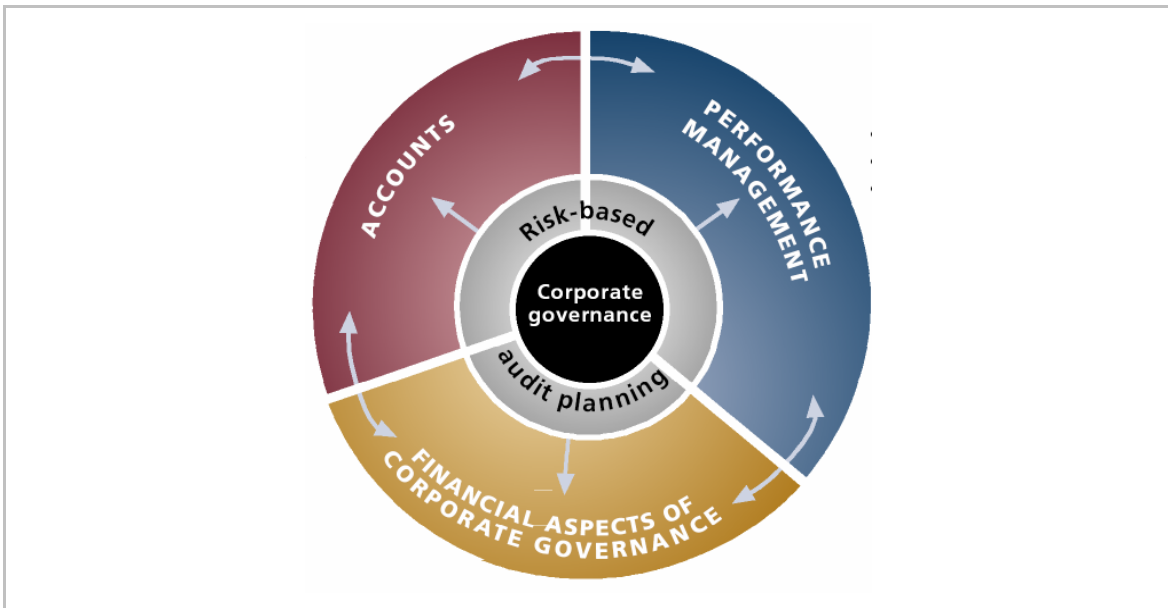 ACCOUNTS
PERFORMANCE
MANAGEMENT
Risk-based
Corporate
governance
audit planning
FINANCIAL ASPECTS OF
CORPORATE GOVERNANCE